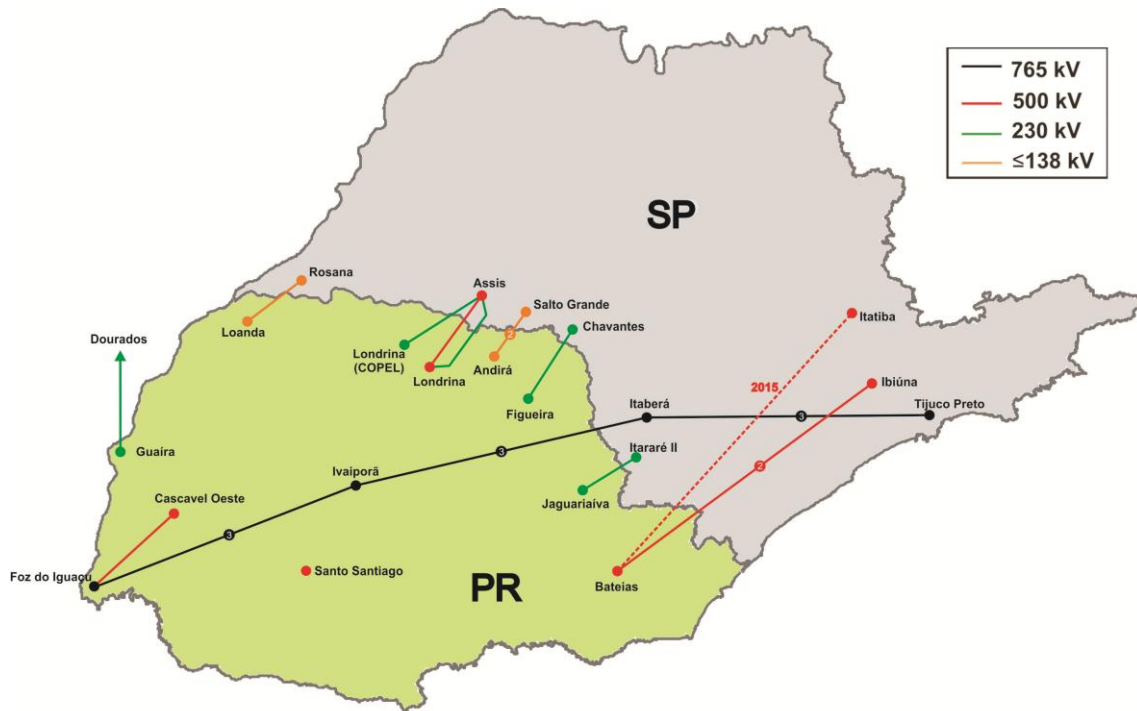 765 kV
500 kV
230 kV
≤138 kV
SP
Rosana
Assis
Salto Grande
Itatiba
Loanda
Chavantes
2
Dourados
Londrina
(COPEL)
Londrina
Andirá
2015
Ibiúna
Figueira
Itaberá
3
Tijuco Preto
Guaíra
3
Itararé II
2
Ivaiporã
Cascavel Oeste
Jaguariaíva
3
Foz do Iguaçu
Santo Santiago
PR
Bateias